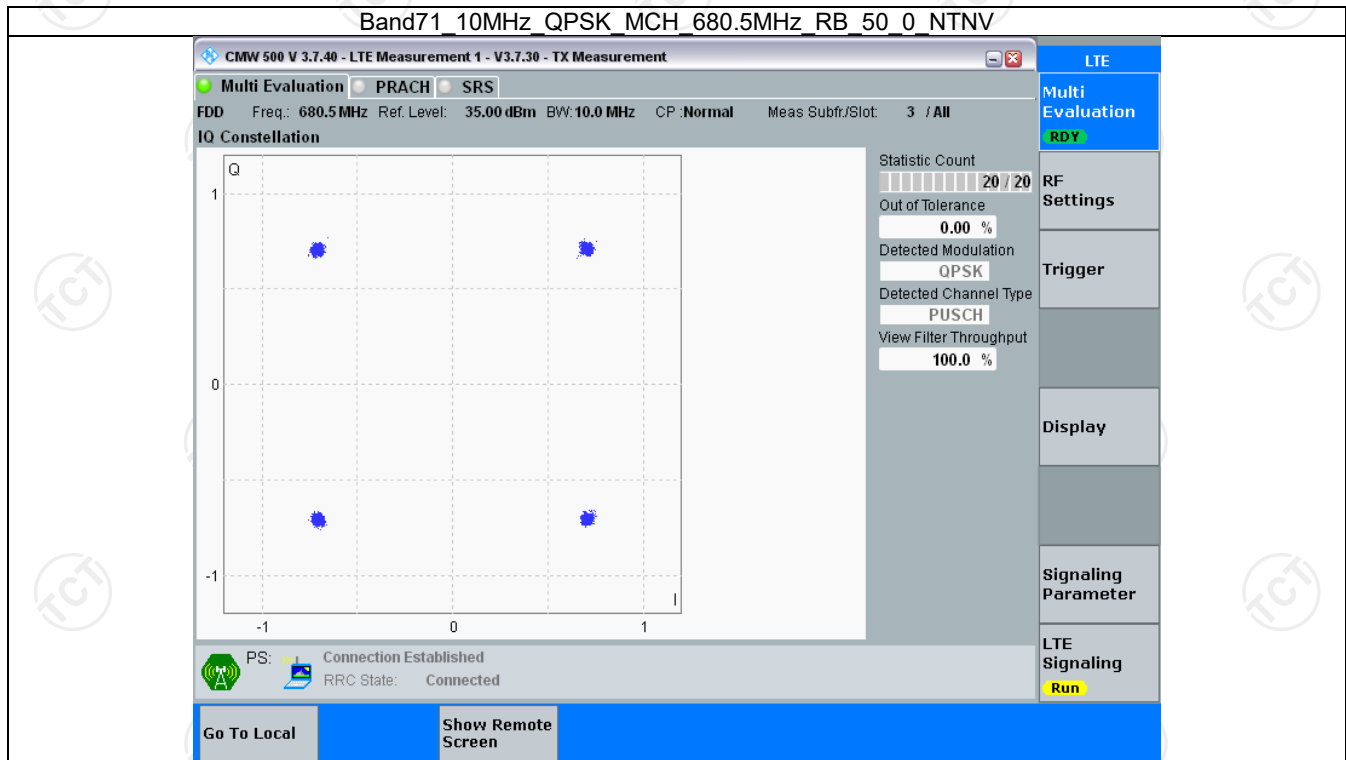 Band71_10MHz_QPSK_MCH_680.5MHz_RB_50_0_NTNV
CMW 500 V 3.7.40 - LTE Measurement 1 - V3.7.30 - TX Measurement
LTE
Multi Evaluation PRACH SRS
FDD Freq.: 680.5 MHz Ref. Level: 35.00 dBm BW: 10.0 MHz CP :Normal Meas Subfr./Slot: 3 / All
IQ Constellation
Q
1
0
-1
-1 0 1
I
Statistic Count
20 / 20
Out of Tolerance
0.00 %
Detected Modulation
QPSK
Detected Channel Type
PUSCH
View Filter Throughput
100.0 %
Multi
Evaluation
RDY
RF
Settings
Trigger
Display
Signaling
Parameter
LTE
Signaling
Run
PS: Connection Established
RRC State: Connected
Go To Local
Show Remote
Screen
TCT
TCT
TCT
TCT